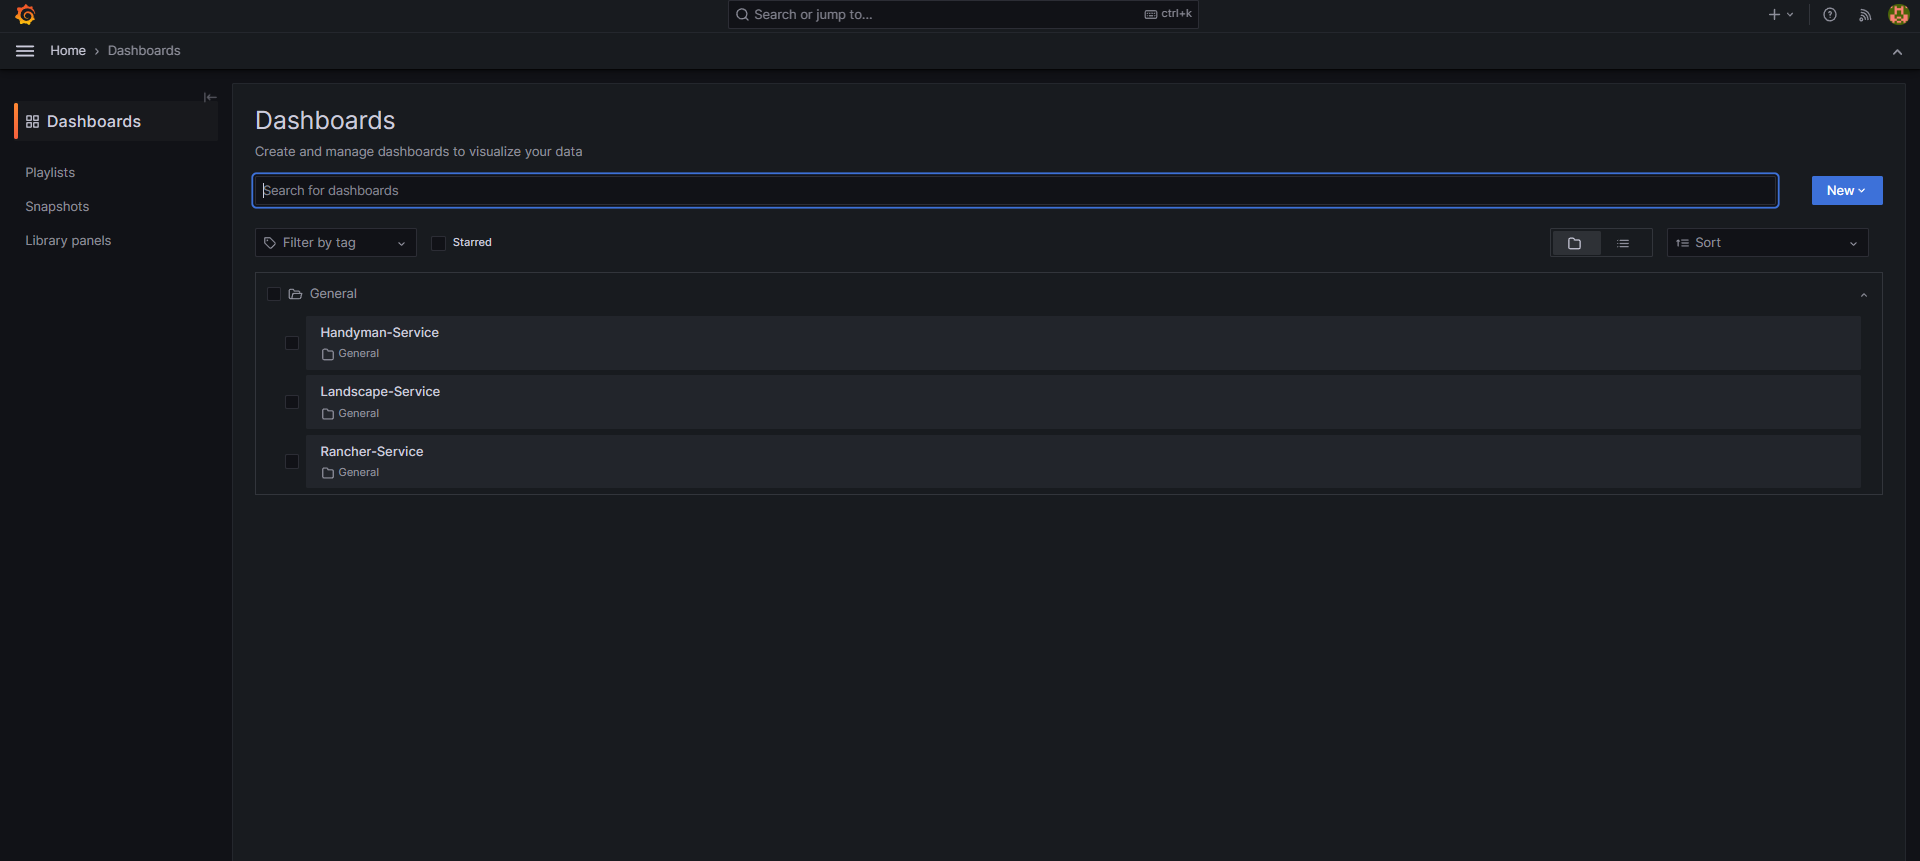 Search or jump to...
ctrl+k
Home › Dashboards
Dashboards
Playlists
Snapshots
Library panels
Dashboards
Create and manage dashboards to visualize your data
Search for dashboards
New
Filter by tag
Starred
Sort
General
Handyman-Service
General
Landscape-Service
General
Rancher-Service
General